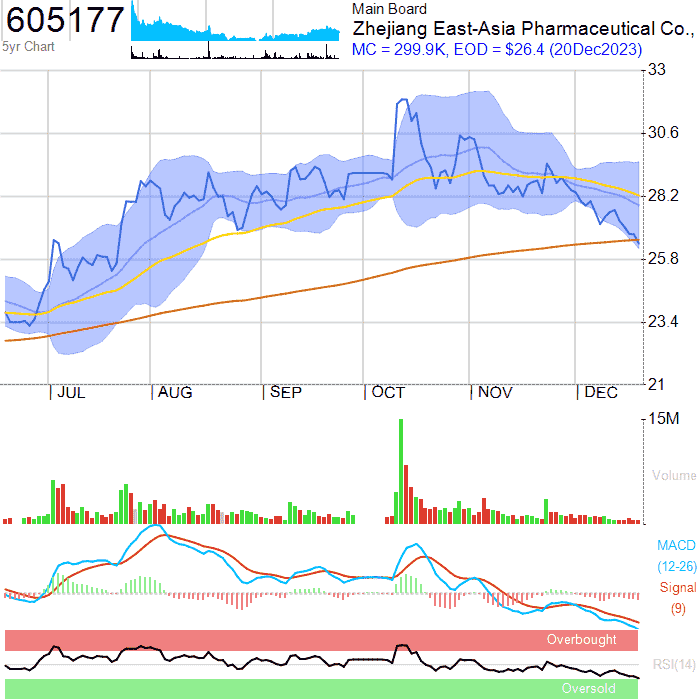 605177
5yr Chart
Main Board
Zhejiang East-Asia Pharmaceutical Co.,
MC = 299.9K, EOD = $26.4 (20Dec2023)
33
30.6
28.2
25.8
23.4
21
JUL AUG SEP OCT NOV DEC
15M
Volume
MACD
(12-26)
Signal
(9)
Overbought
RSI(14)
Oversold